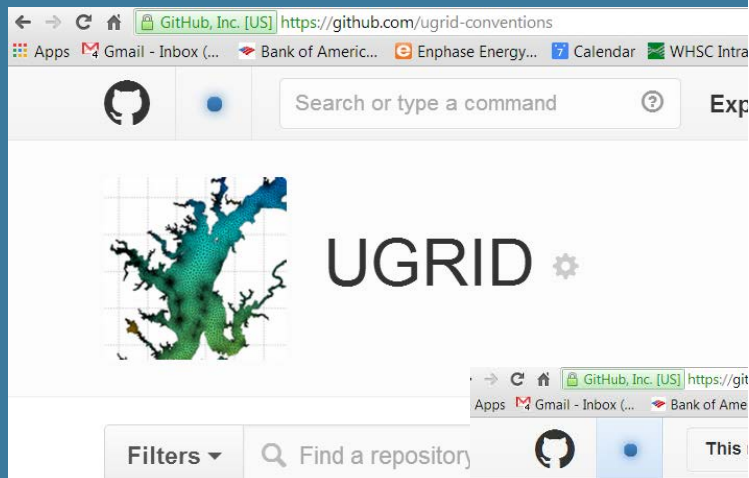 GitHub, Inc. [US] https://github.com/ugrid-conventions
Apps Gmail - Inbox (... Bank of Americ... Enphase Energy... 7 Calendar WHSC Intra
Search or type a command ? Exp
UGRID
Filters Find a repository
GitHub, Inc. [US] https://git
Apps Gmail - Inbox (... Bank of Ame
This